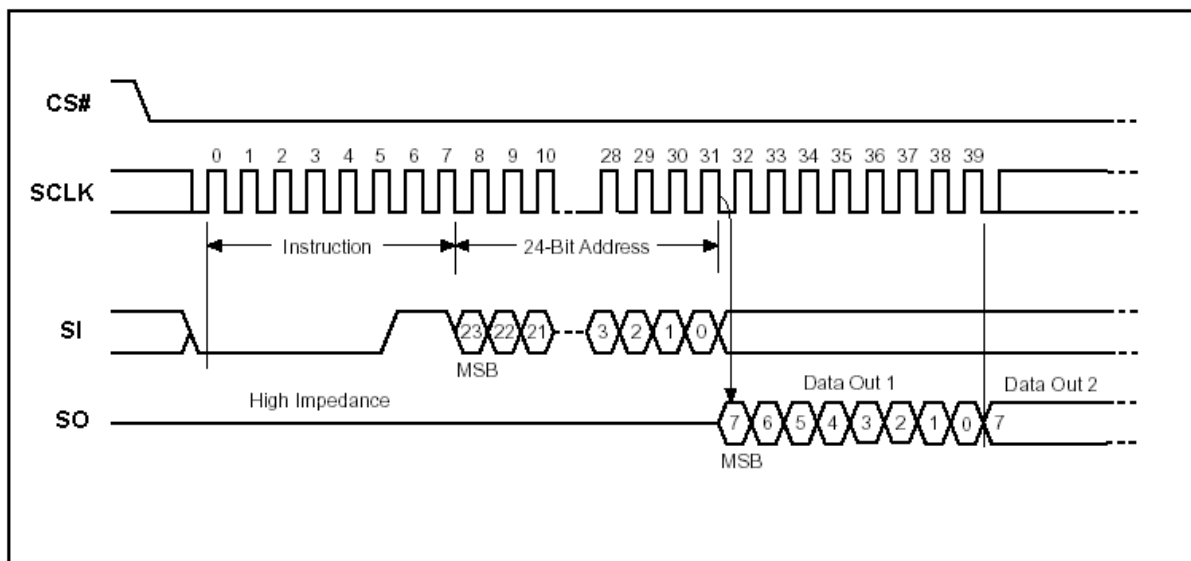 CS#
0 1 2 3 4 5 6 7 8 9 10 28 29 30 31 32 33 34 35 36 37 38 39
SCLK
Instruction 24-Bit Address
SI
23 22 21 3 2 1 0
MSB
Data Out 1 Data Out 2
High Impedance
SO
7 6 5 4 3 2 1 0 7
MSB